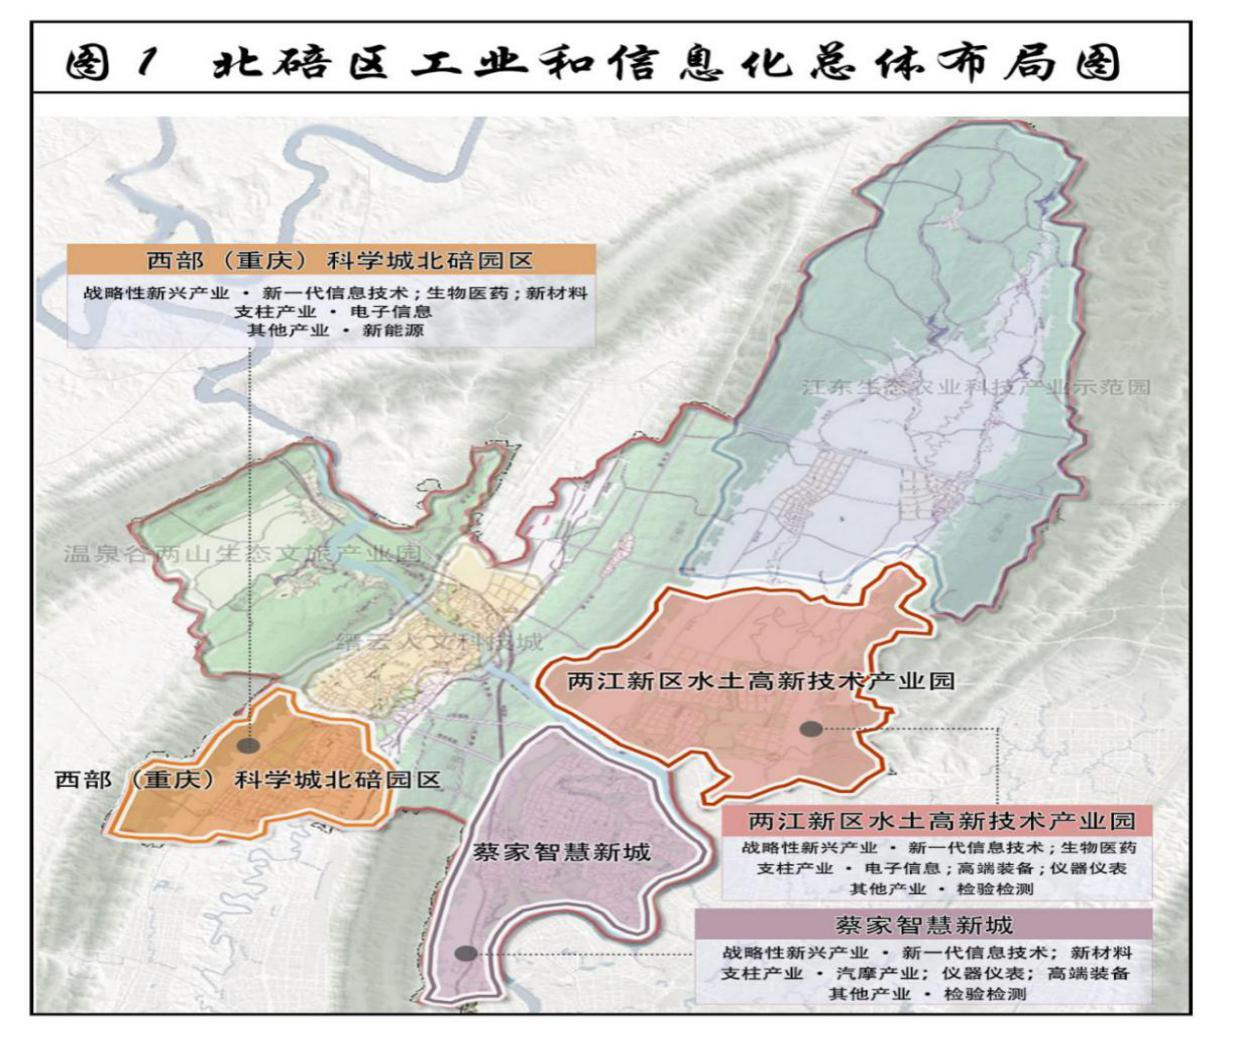 图1 北碚区工业和信息化总体布局图
西部（重庆）科学城北碚园区
战略性新兴产业·新一代信息技术；生物医药；新材料
支柱产业·电子信息
其他产业·新能源
江东生态农业科技产业示范园
温泉谷两山生态文旅产业园
缙云人文科技城
两江新区水土高新技术产业园
西部（重庆）科学城北碚园区
蔡家智慧新城
两江新区水土高新技术产业园
战略性新兴产业·新一代信息技术；生物医药
支柱产业·电子信息；高端装备；仪器仪表
其他产业·检验检测
蔡家智慧新城
战略性新兴产业·新一代信息技术；新材料
支柱产业·汽摩产业；仪器仪表；高端装备
其他产业·检验检测